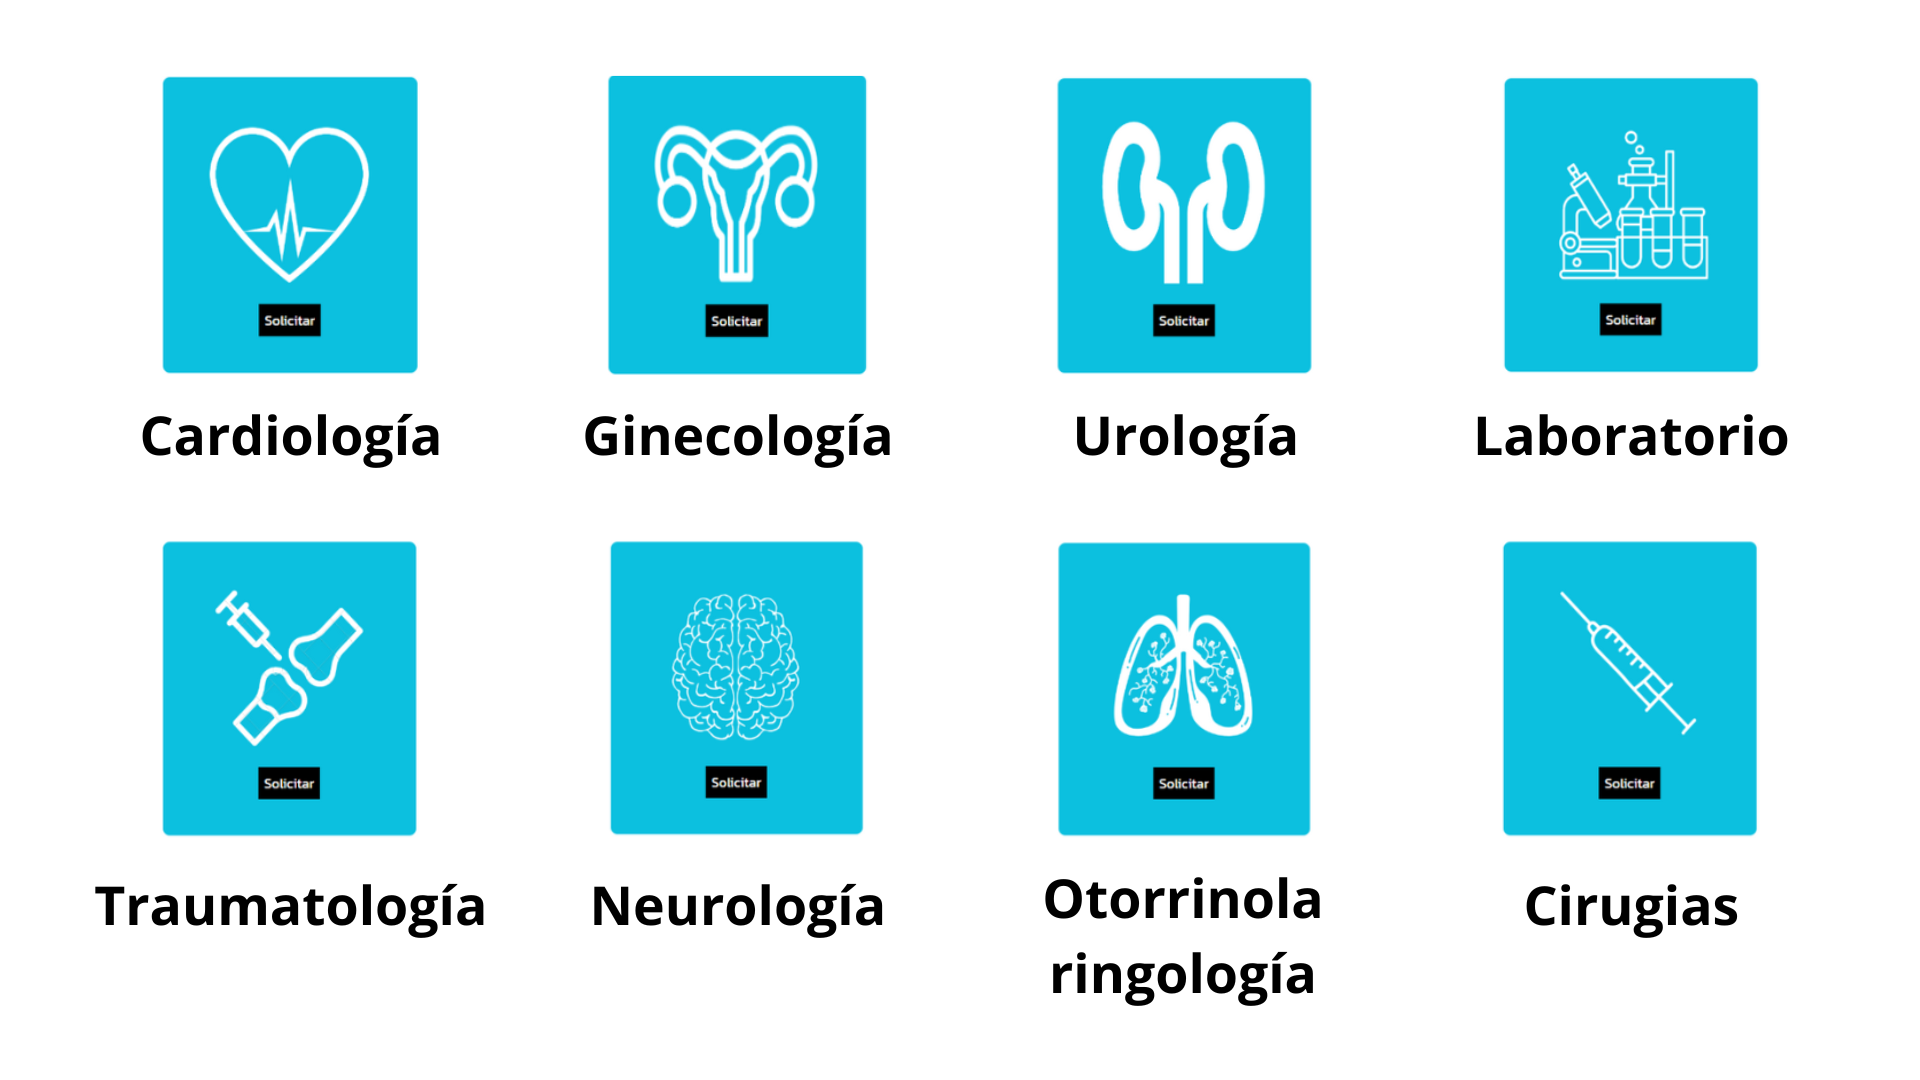 Solicitar
Solicitar
Solicitar
Solicitar
Cardiología
Ginecología
Urología
Laboratorio
Solicitar
Solicitar
Solicitar
Solicitar
Traumatología
Neurología
Otorrinola
ringología
Cirugias